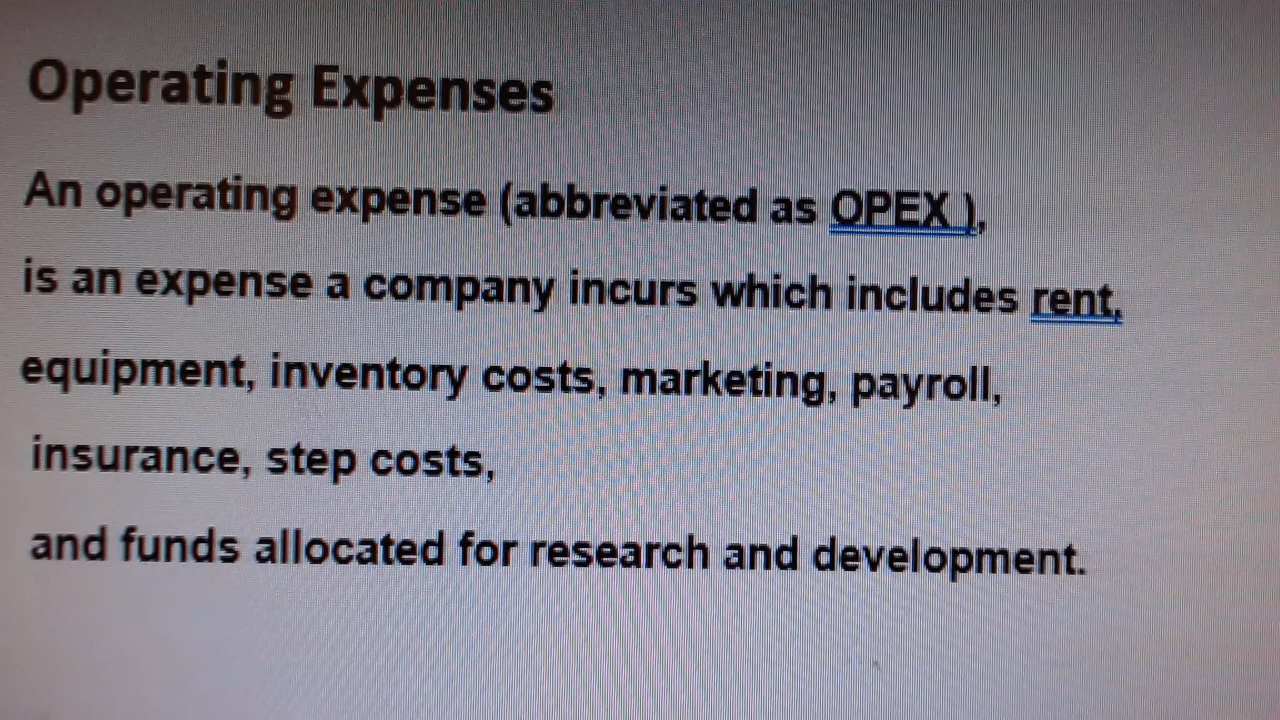 Operating Expenses
An operating expense (abbreviated as OPEX ),
is an expense a company incurs which includes rent,
equipment, inventory costs, marketing, payroll,
insurance, step costs,
and funds allocated for research and development.